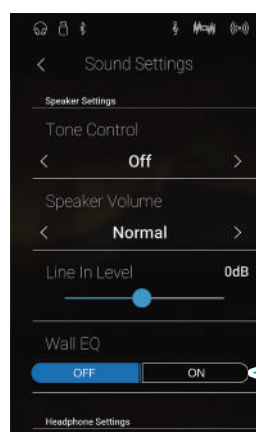 Sound Settings
Speaker Settings
Tone Control
Off
Speaker Volume
Normal
Line In Level 0dB
Wall EQ
OFF ON
Headphone Settings